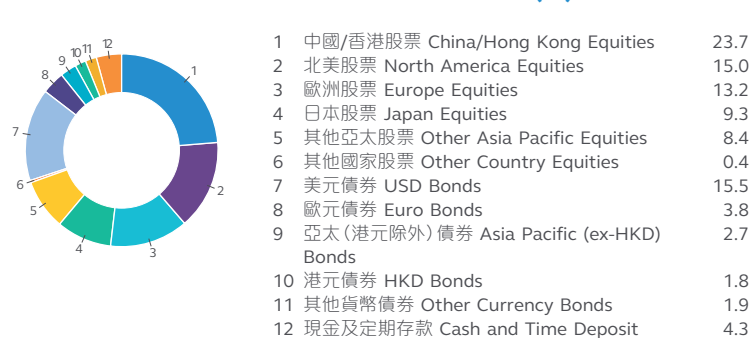 1 中國/香港股票 China/Hong Kong Equities 23.7
2 北美股票 North America Equities 15.0
3 歐洲股票 Europe Equities 13.2
4 日本股票 Japan Equities 9.3
5 其他亞太股票 Other Asia Pacific Equities 8.4
6 其他國家股票 Other Country Equities 0.4
7 美元債券 USD Bonds 15.5
8 歐元債券 Euro Bonds 3.8
9 亞太（港元除外）債券 Asia Pacific (ex-HKD) 2.7
Bonds
10 港元債券 HKD Bonds 1.8
11 其他貨幣債券 Other Currency Bonds 1.9
12 現金及定期存款 Cash and Time Deposit 4.3
1
2
3
4
5
6
7
8
9
10
11
12